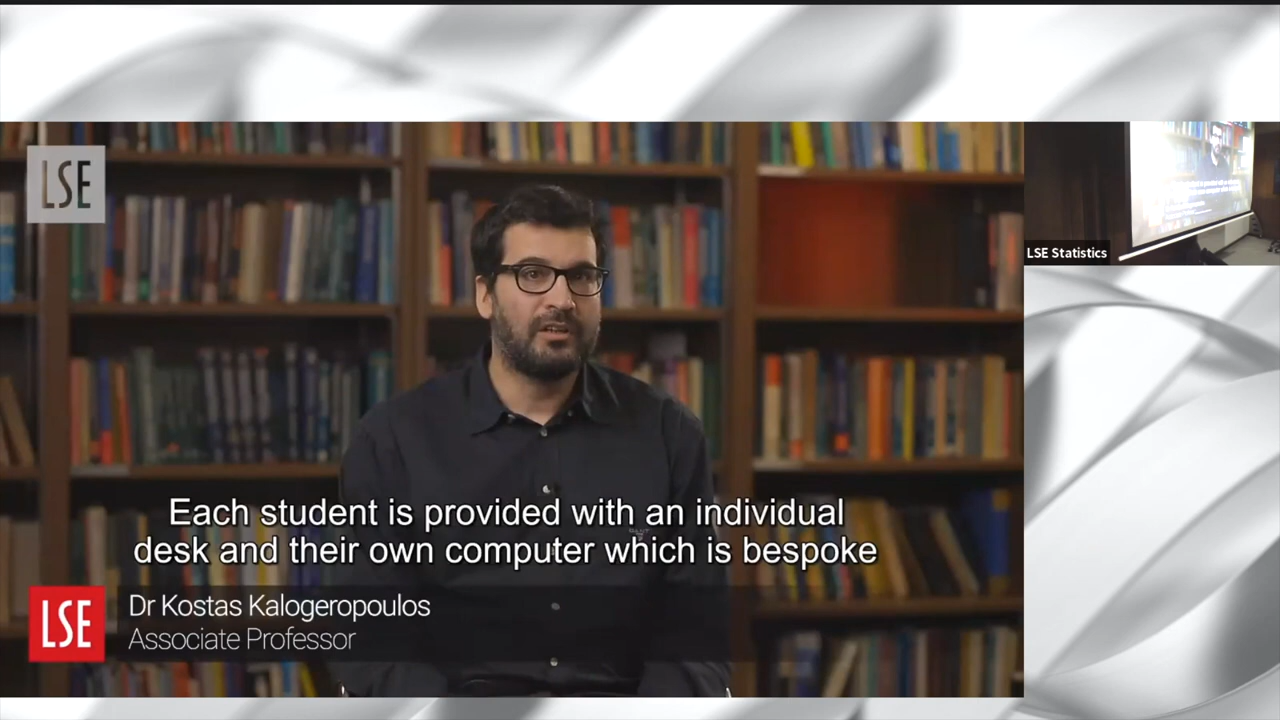 LSE
LSE Statistics
Each student is provided with an individual
desk and their own computer which is bespoke
LSE
Dr Kostas Kalogeropoulos
Associate Professor